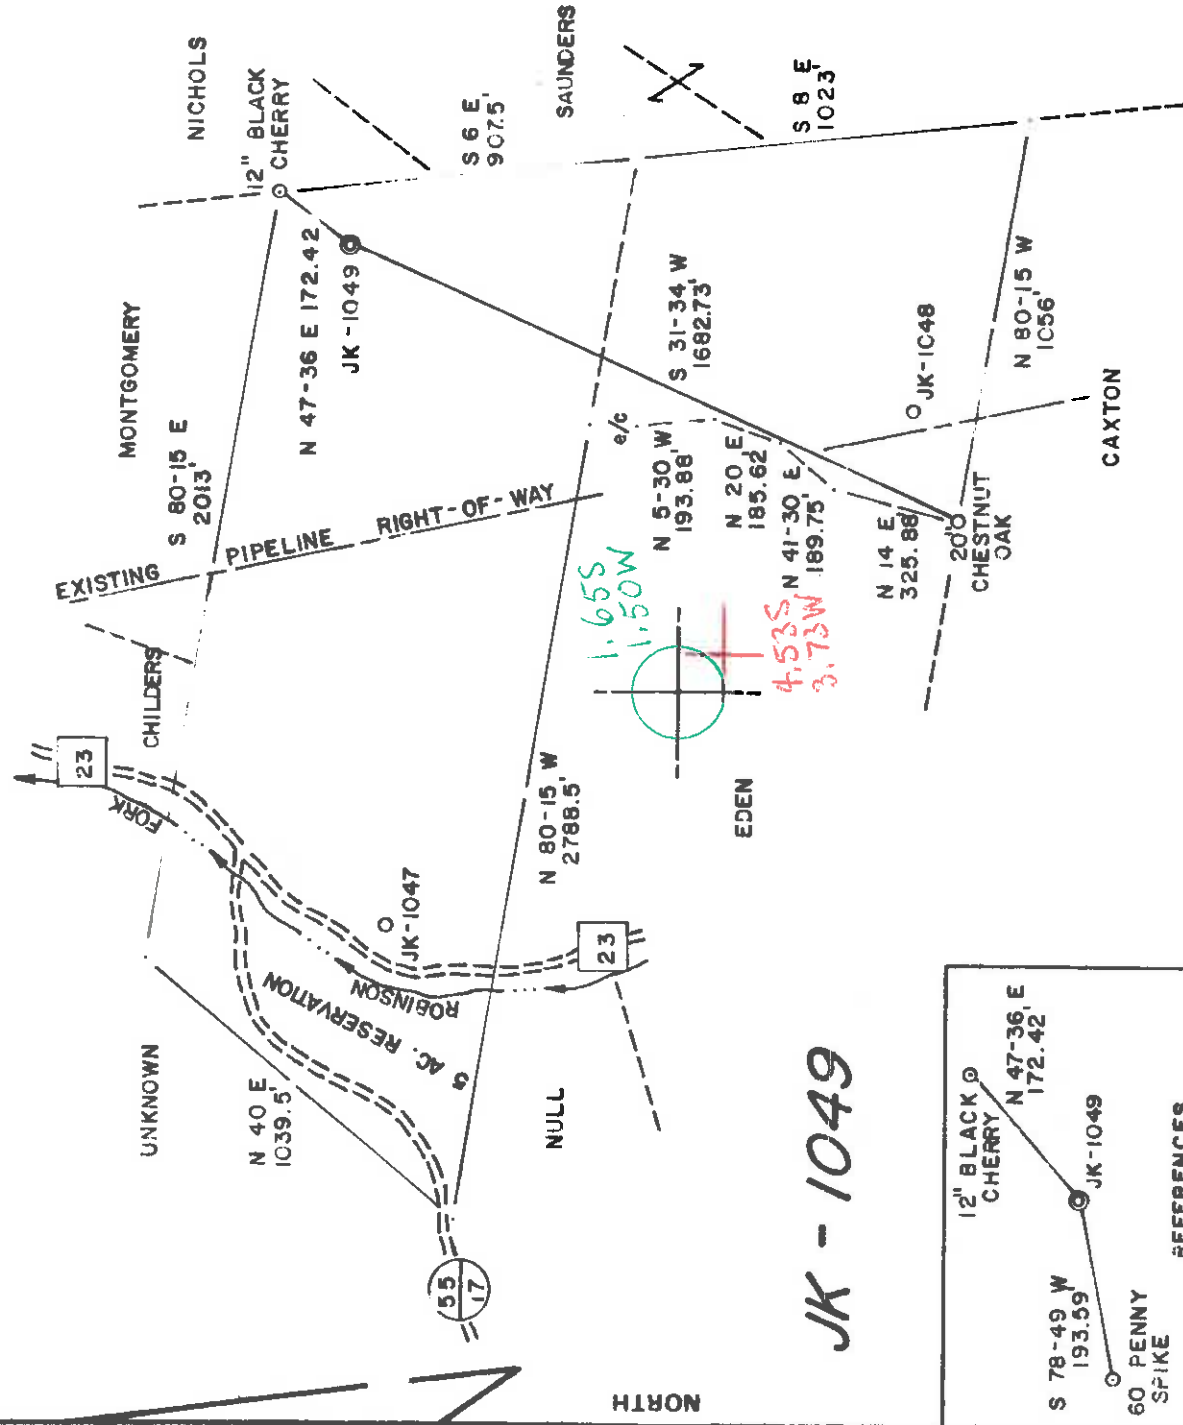 NICHOLS
12" BLACK
CHERRY
S 6 E
907.5'
SAUNDERS
S 8 E
1023'
MONTGOMERY
S 80-15 E
2013'
N 47-36 E 172.42
JK-1049
EXISTING PIPELINE RIGHT-OF-WAY
CHILDERS
23
FORK
S 31-34 W
1682.73'
e/c
N 5-30 W
193.88'
N 20 E
185.62'
N 41-30 E
189.75'
N 14 E
325.88'
20"
CHESTNUT
OAK
JK-1048
N 80-15 W
1056'
CAXTON
1.65S
1.50W
4.53S
3.73W
EDEN
N 80-15 W
2788.5'
JK-1047
ROBINSON
5 AC. RESERVATION
23
UNKNOWN
N 40 E
1039.5'
NULL
55
17
NORTH
JK - 1049
12" BLACK
CHERRY
N 47-36 E
172.42'
JK-1049
S 78-49 W
193.59'
60 PENNY
SPIKE
REFERENCES